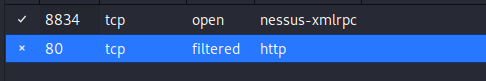 ✓ 8834 tcp open nessus-xmlrpc
× 80 tcp filtered http